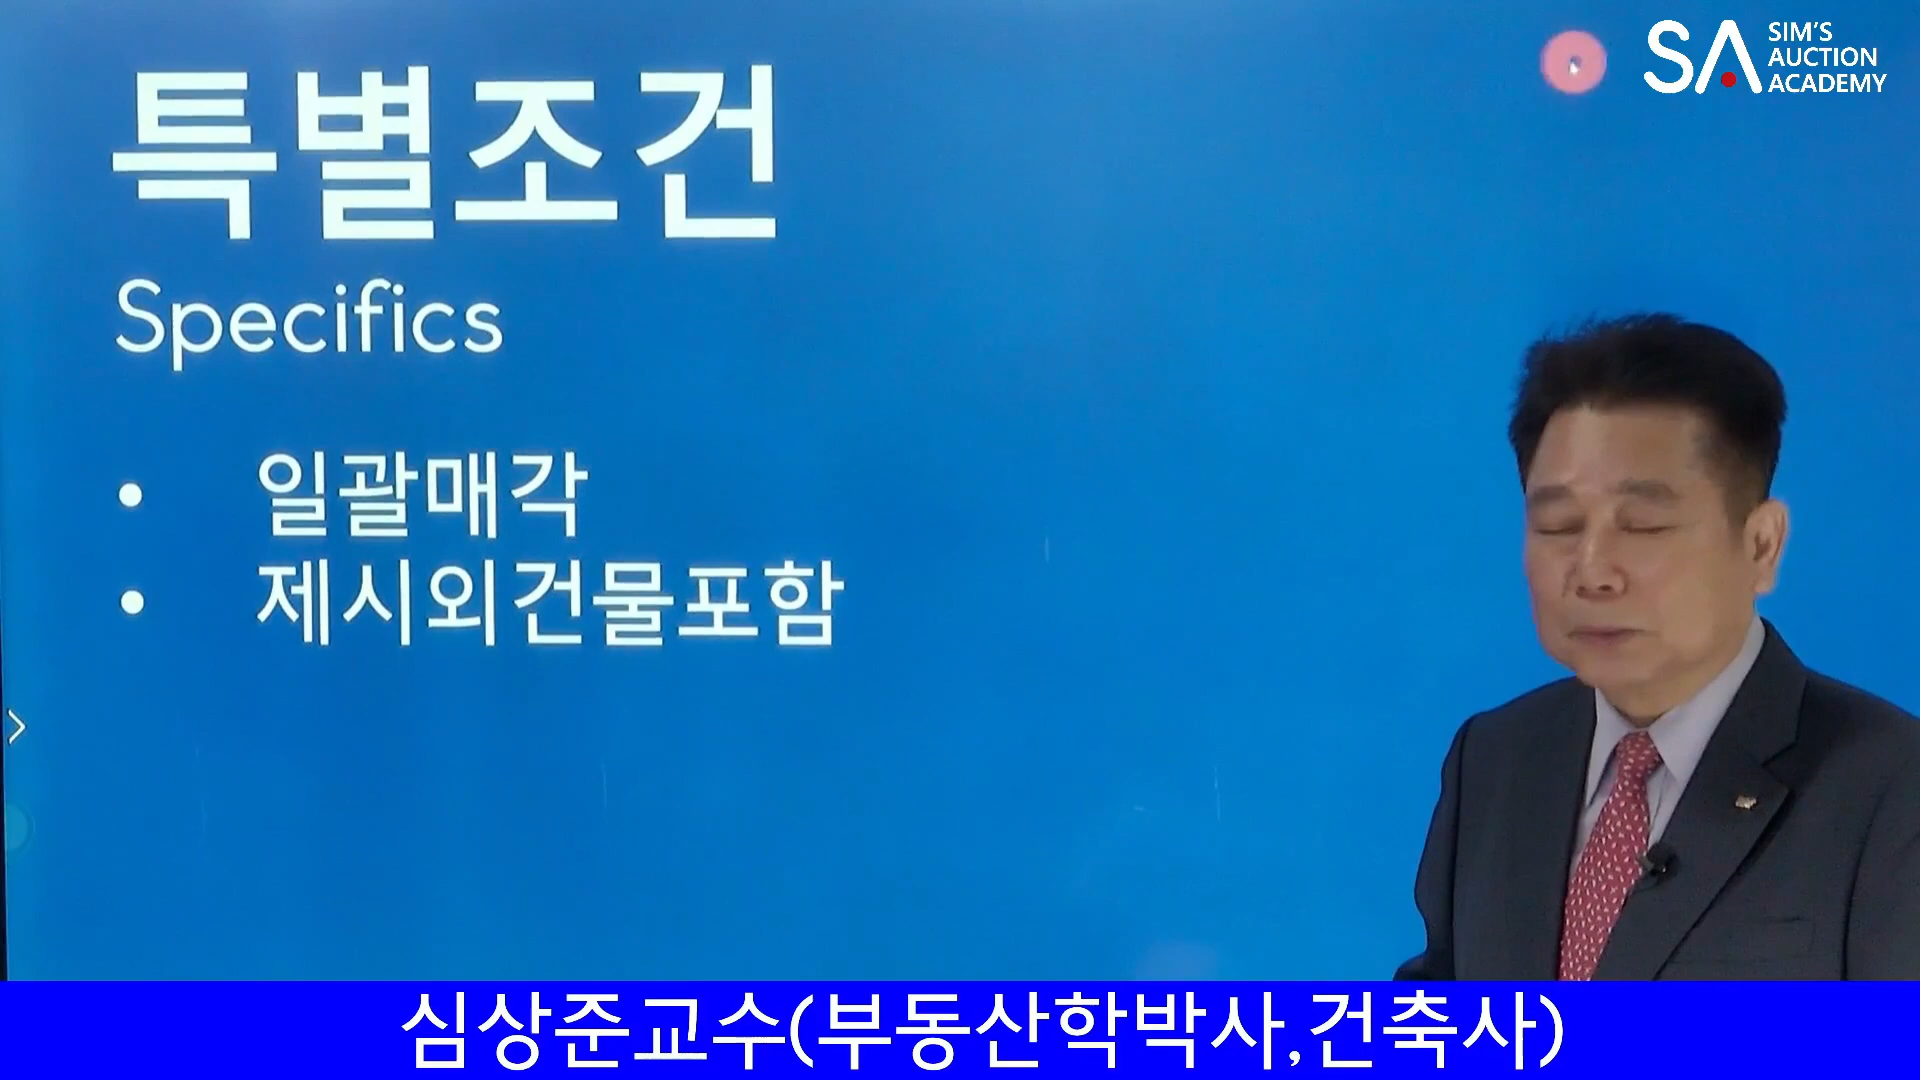 특별조건
Specifics
• 일괄매각
• 제시외건물포함
SA SIM'S
AUCTION
ACADEMY
심상준교수(부동산학박사,건축사)